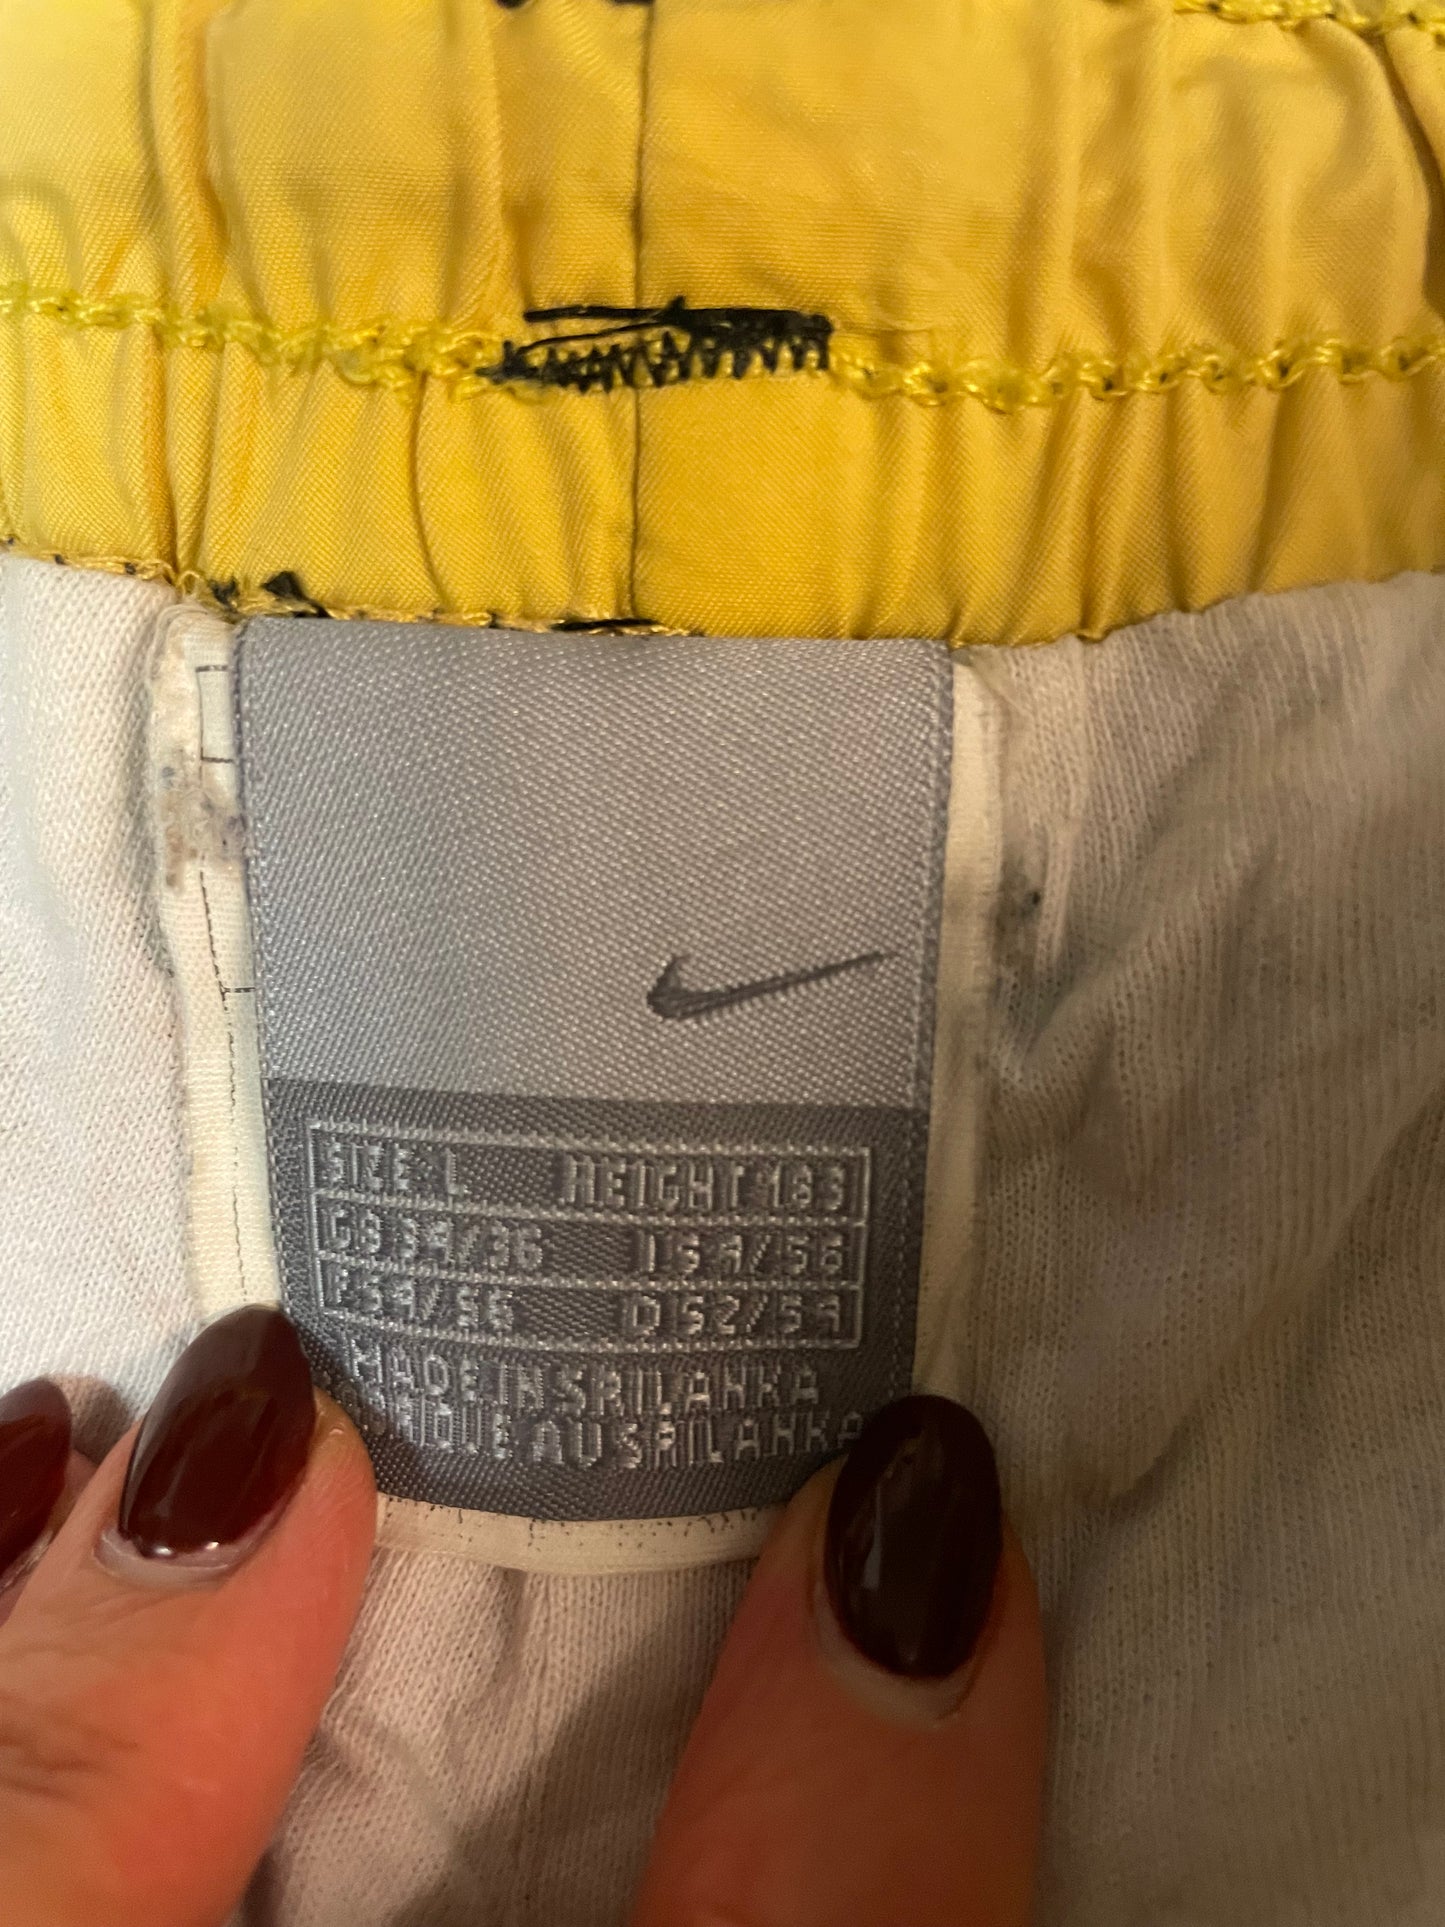 SIZE L HEIGHT 183
GB 34/36 I 54/56
F 54/56 D 52/54
MADE IN SRI LANKA
FABRIQUE AU SRI LANKA